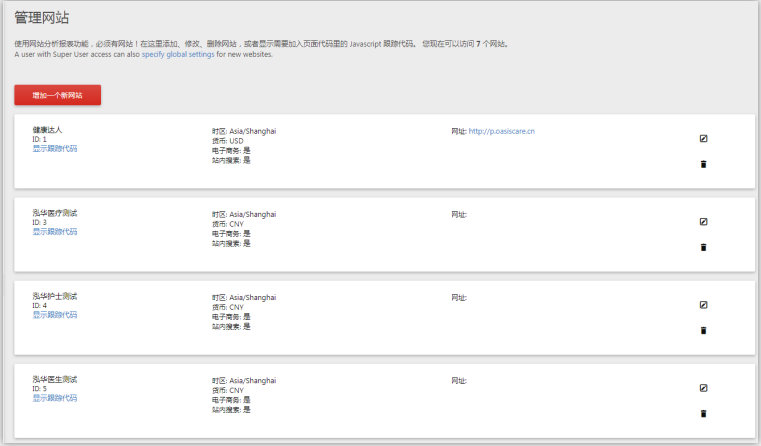 管理网站
使用网站分析报表功能，必须有网站！在这里添加、修改、删除网站，或者显示需要加入页面代码里的 Javascript 跟踪代码。 您现在可以访问 7 个网站。
A user with Super User access can also specify global settings for new websites.
增加一个新网站
健康达人
ID: 1
显示跟踪代码
时区: Asia/Shanghai
货币: USD
电子商务: 是
站内搜索: 是
网址: http://p.oasiscare.cn
泓华医疗测试
ID: 3
显示跟踪代码
时区: Asia/Shanghai
货币: CNY
电子商务: 是
站内搜索: 是
网址:
泓华护士测试
ID: 4
显示跟踪代码
时区: Asia/Shanghai
货币: CNY
电子商务: 是
站内搜索: 是
网址:
泓华医生测试
ID: 5
显示跟踪代码
时区: Asia/Shanghai
货币: CNY
电子商务: 是
站内搜索: 是
网址: